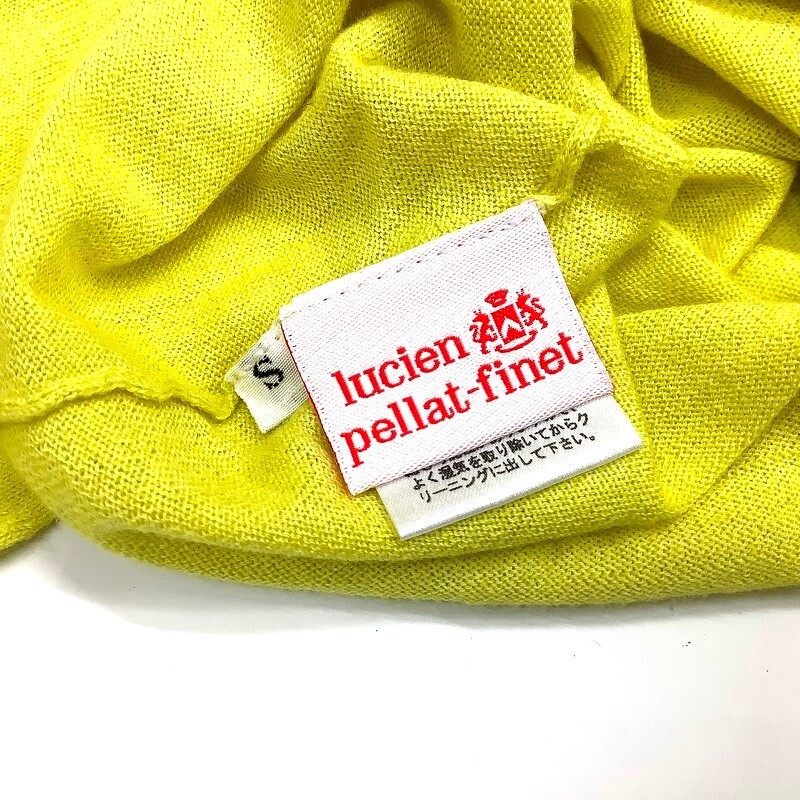 S
lucien
pellat-finet
よく湿気を取り除いてからク
リーニングに出して下さい。